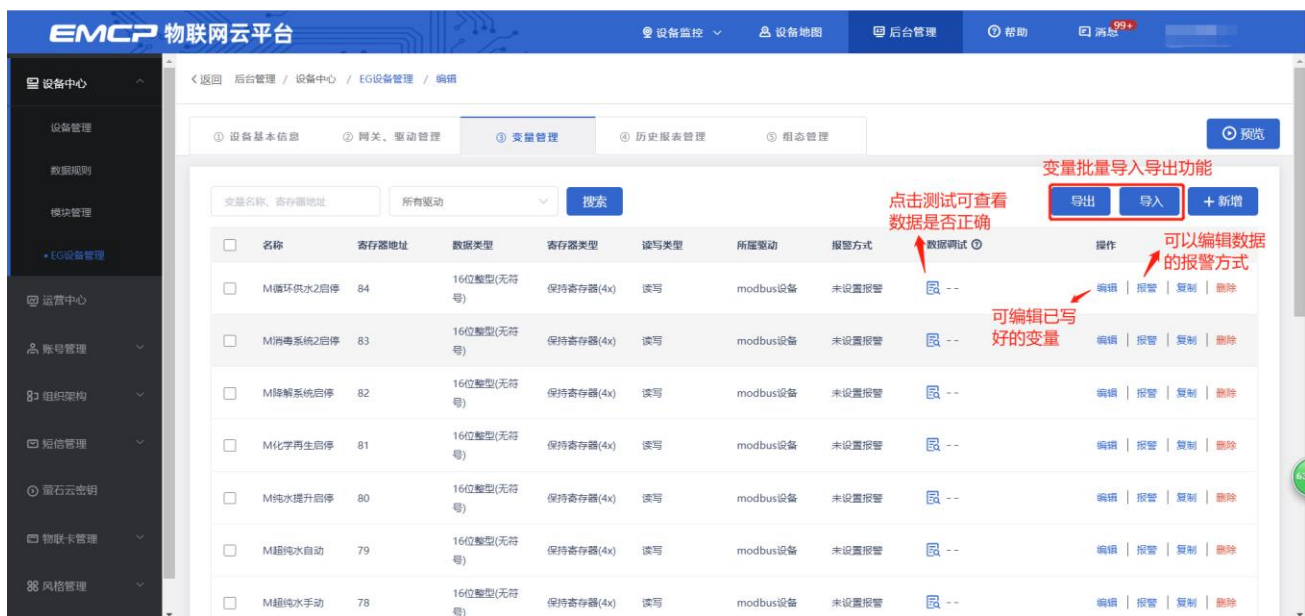 EMCP 物联网云平台 设备监控 设备地图 后台管理 帮助 消息 99+
设备中心
设备管理
数据规则
模块管理
•EG设备管理
运营中心
账号管理
组织架构
短信管理
萤石云密钥
物联卡管理
风格管理
<返回 后台管理 / 设备中心 / EG设备管理 / 编辑
① 设备基本信息 ② 网关、驱动管理 ③ 变量管理 ④ 历史报表管理 ⑤ 组态管理 预览
变量批量导入导出功能
变量名称、寄存器地址 所有驱动 搜索 导出 导入 + 新增
点击测试可查看
数据是否正确
名称 寄存器地址 数据类型 寄存器类型 读写类型 所属驱动 报警方式 数据调试 操作
可以编辑数据
的报警方式
M循环供水2启停 84 16位整型(无符
号) 保持寄存器(4x) 读写 modbus设备 未设置报警 -- 编辑 | 报警 | 复制 | 删除
可编辑已写
好的变量
M消毒系统2启停 83 16位整型(无符
号) 保持寄存器(4x) 读写 modbus设备 未设置报警 -- 编辑 | 报警 | 复制 | 删除
M降解系统启停 82 16位整型(无符
号) 保持寄存器(4x) 读写 modbus设备 未设置报警 -- 编辑 | 报警 | 复制 | 删除
M化学再生启停 81 16位整型(无符
号) 保持寄存器(4x) 读写 modbus设备 未设置报警 -- 编辑 | 报警 | 复制 | 删除
M纯水提升启停 80 16位整型(无符
号) 保持寄存器(4x) 读写 modbus设备 未设置报警 -- 编辑 | 报警 | 复制 | 删除
M超纯水自动 79 16位整型(无符
号) 保持寄存器(4x) 读写 modbus设备 未设置报警 -- 编辑 | 报警 | 复制 | 删除
M超纯水手动 78 16位整型(无符
号) 保持寄存器(4x) 读写 modbus设备 未设置报警 -- 编辑 | 报警 | 复制 | 删除